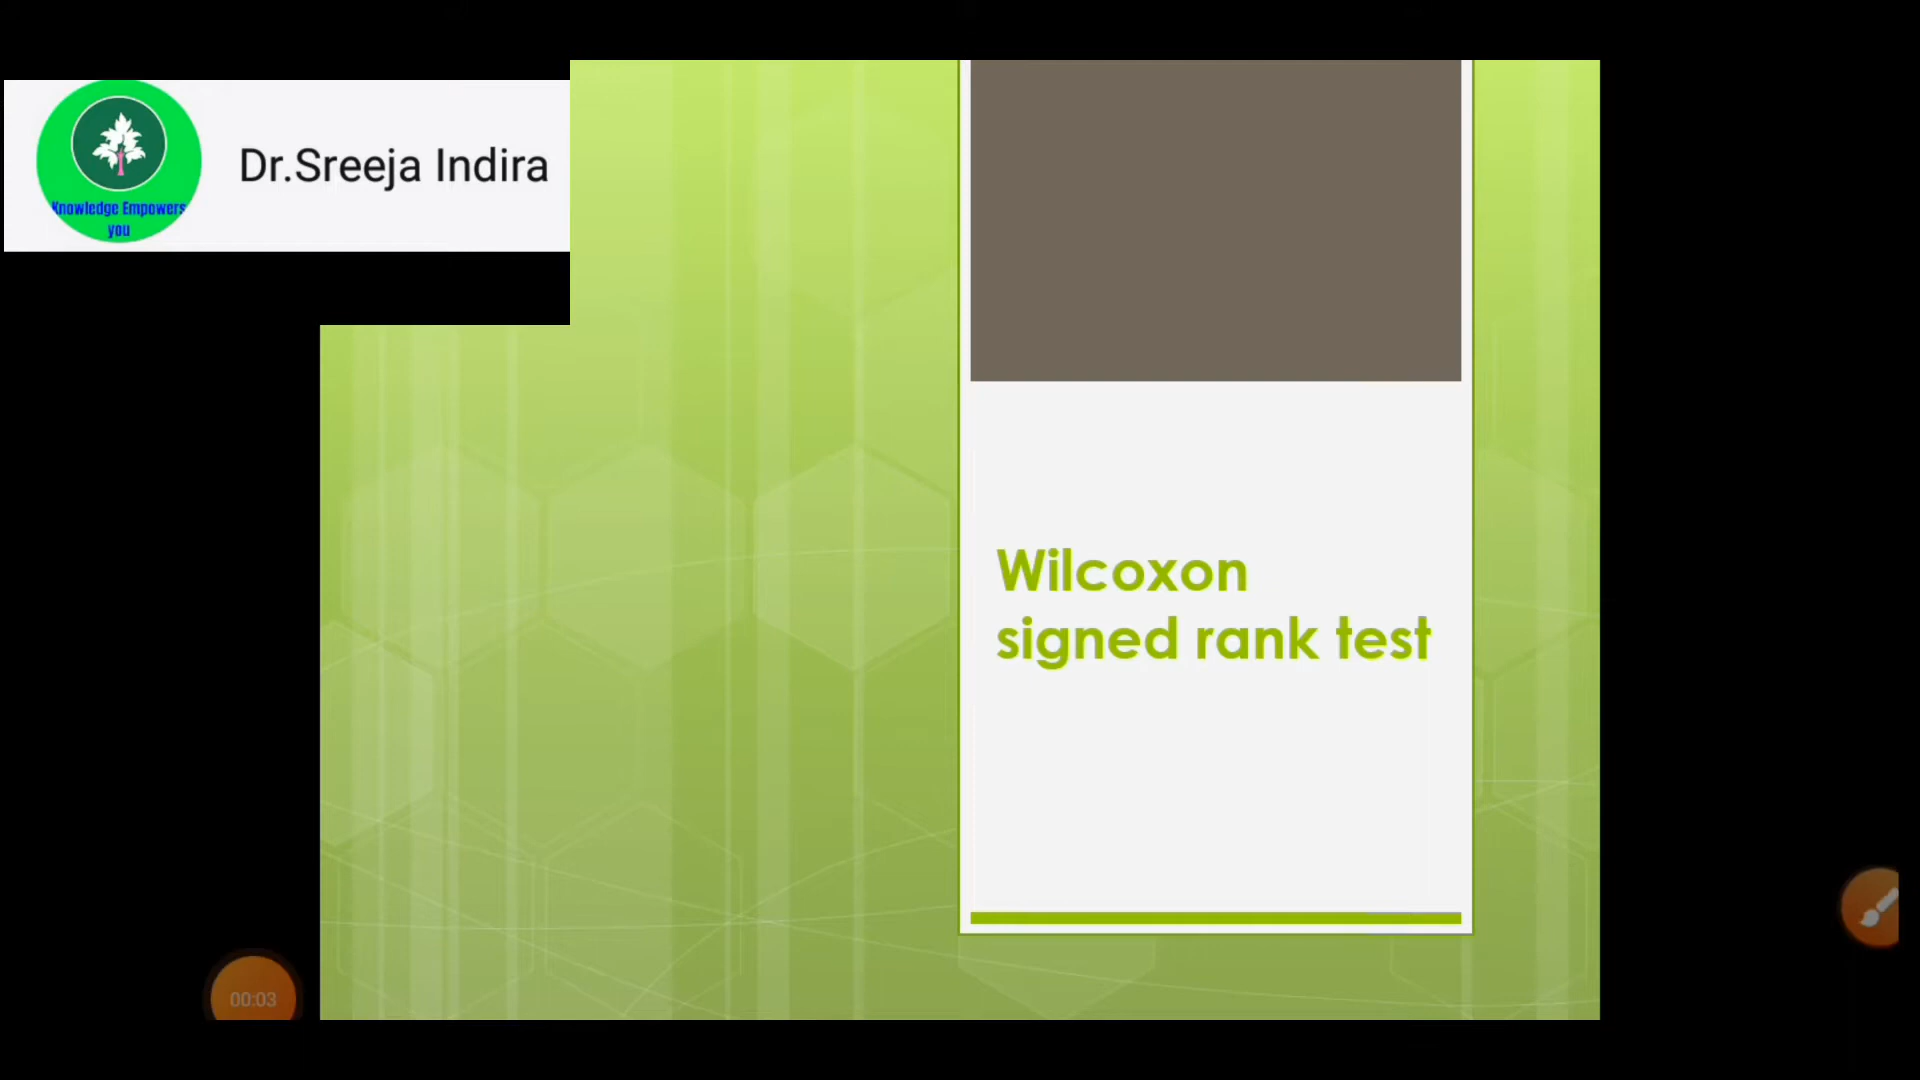 Knowledge Empowers
you
Dr.Sreeja Indira
Wilcoxon
signed rank test
00:03